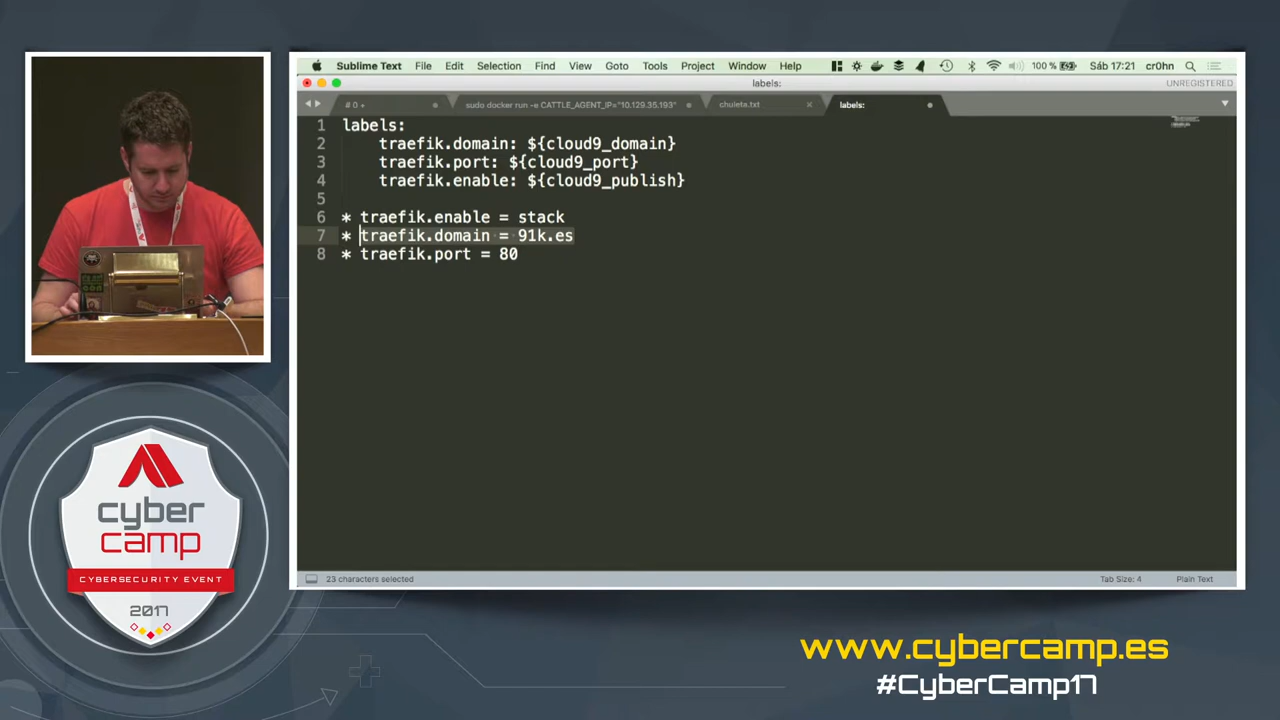 Sublime Text File Edit Selection Find View Goto Tools Project Window Help 100 % Sáb 17:21 cr0hn
labels:
UNREGISTERED
# 0 •
sudo docker run -e CATTLE_AGENT_IP="10.129.35.193"
chuleta.txt
labels:
1 labels:
2 traefik.domain: ${cloud9_domain}
3 traefik.port: ${cloud9_port}
4 traefik.enable: ${cloud9_publish}
5
6 * traefik.enable = stack
7 * traefik.domain = 91k.es
8 * traefik.port = 80
23 characters selected
Tab Size: 4
Plain Text
cyber
camp
CYBERSECURITY EVENT
2017
www.cybercamp.es
#CyberCamp17